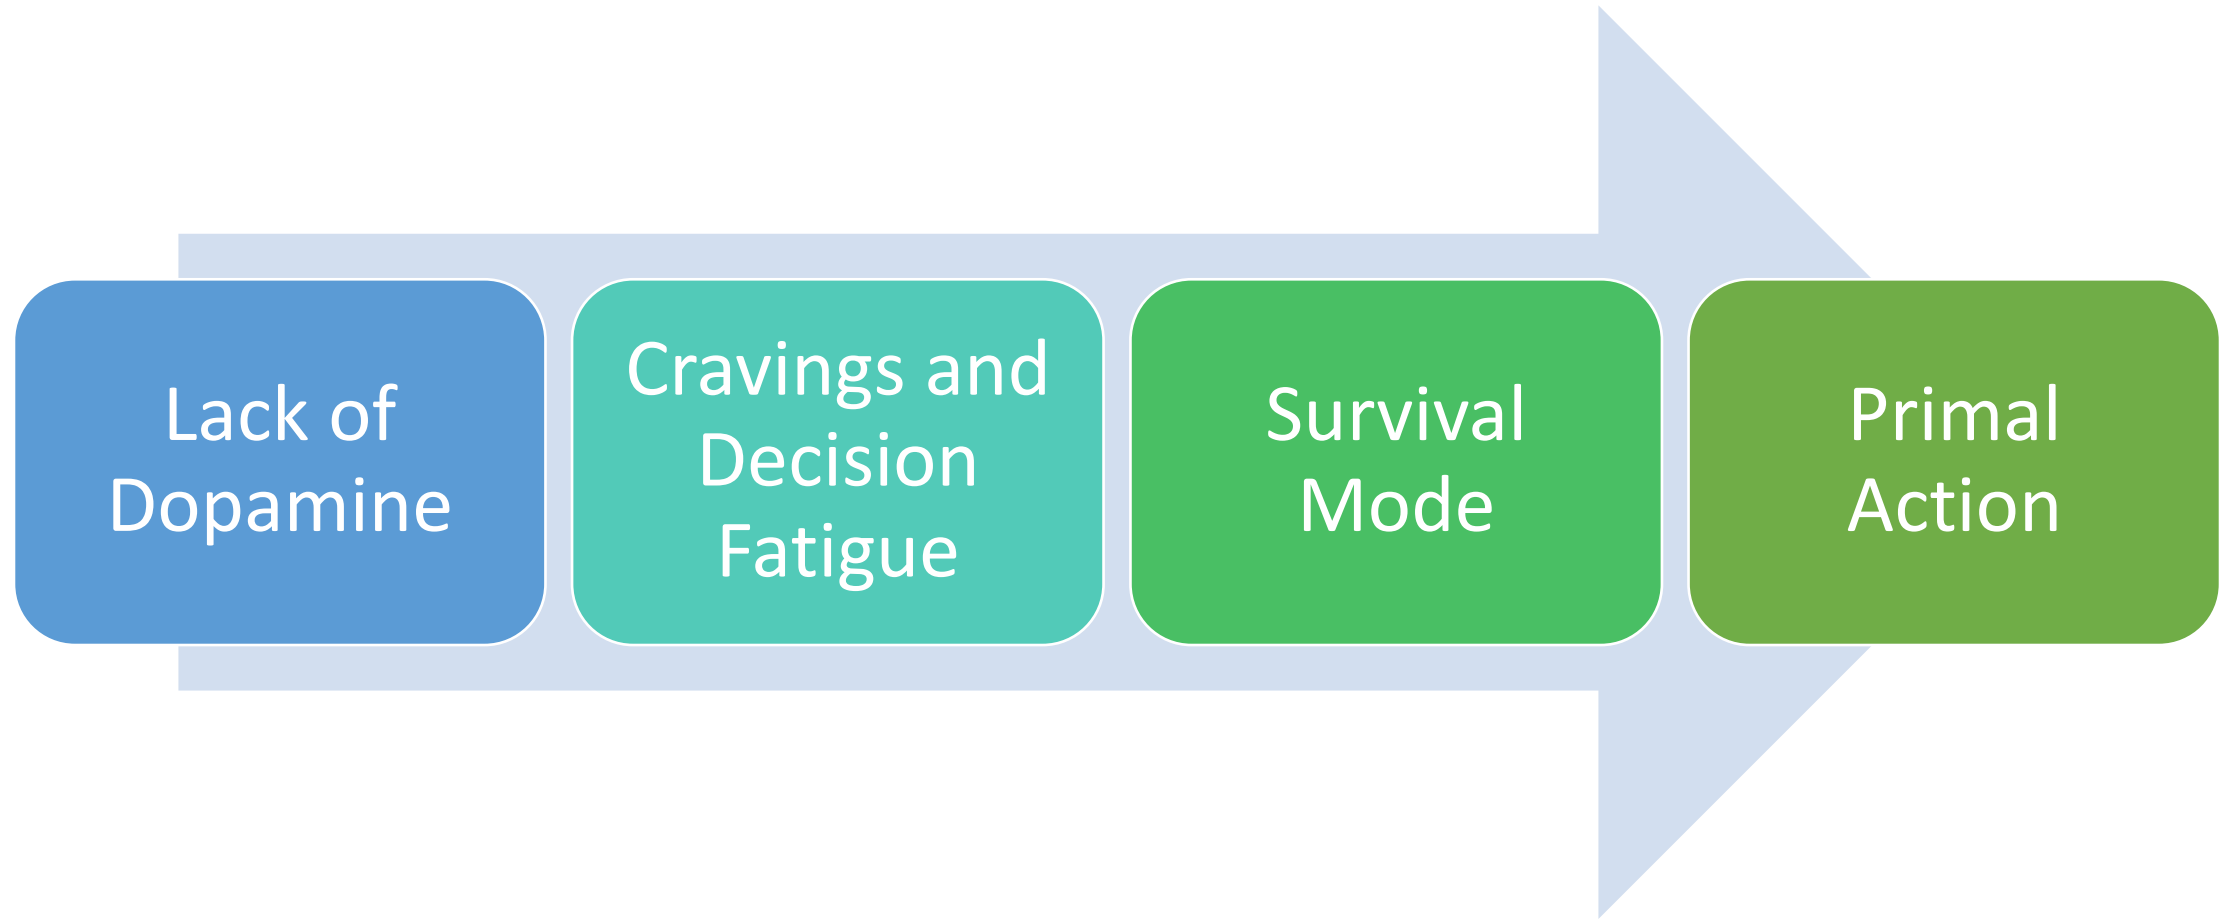 Lack of
Dopamine
Cravings and
Decision
Fatigue
Survival
Mode
Primal
Action